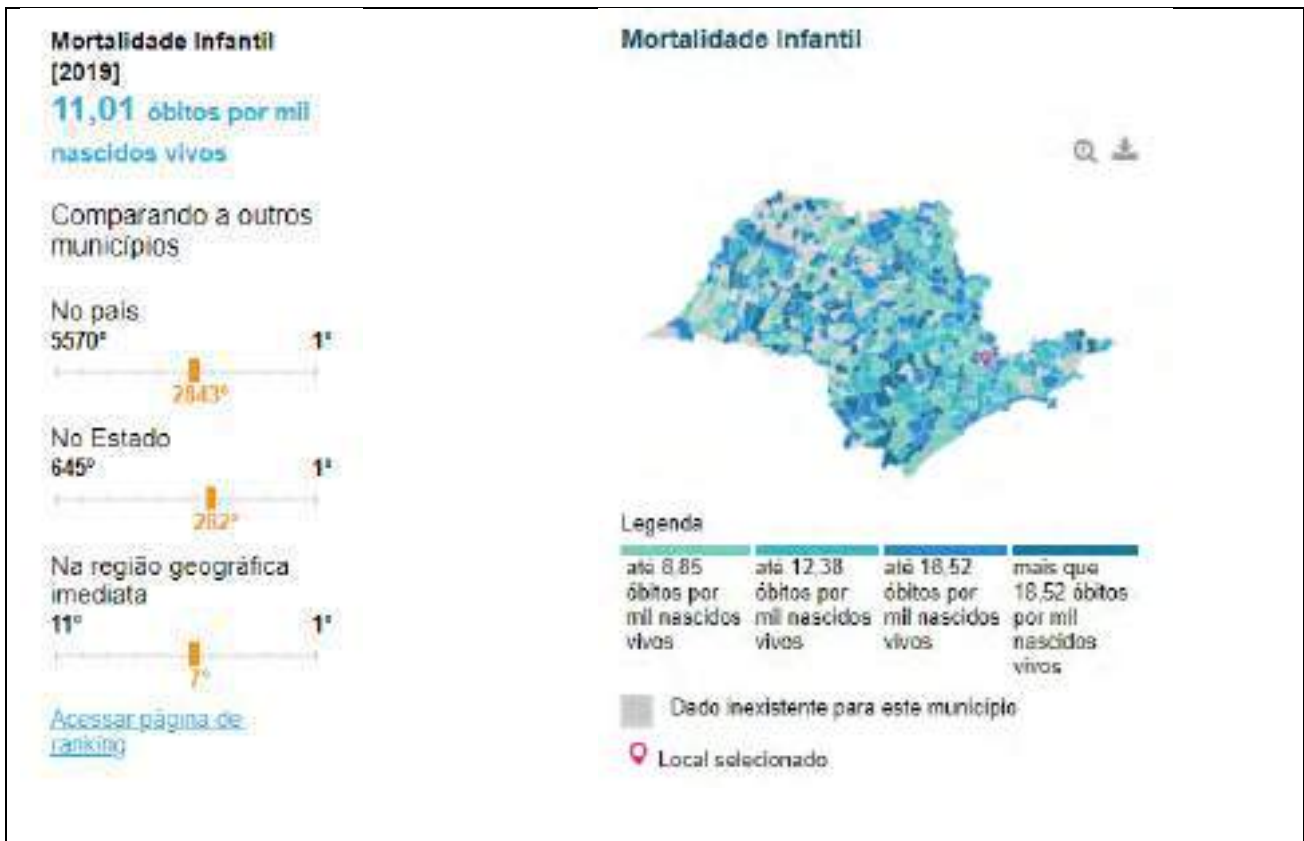 Mortalidade Infantil
[2019]
11,01 óbitos por mil
nascidos vivos
Comparando a outros
municípios
No país
5570º
1º
2843º
No Estado
645º
1º
282º
Na região geográfica
imediata
11º
1º
7º
Acessar página de
ranking
Mortalidade Infantil
Legenda
até 8,85
óbitos por
mil nascidos
vivos
até 12,38
óbitos por
mil nascidos
vivos
até 18,52
óbitos por
mil nascidos
vivos
mais que
18,52 óbitos
por mil
nascidos
vivos
Dado inexistente para este município
Local selecionado